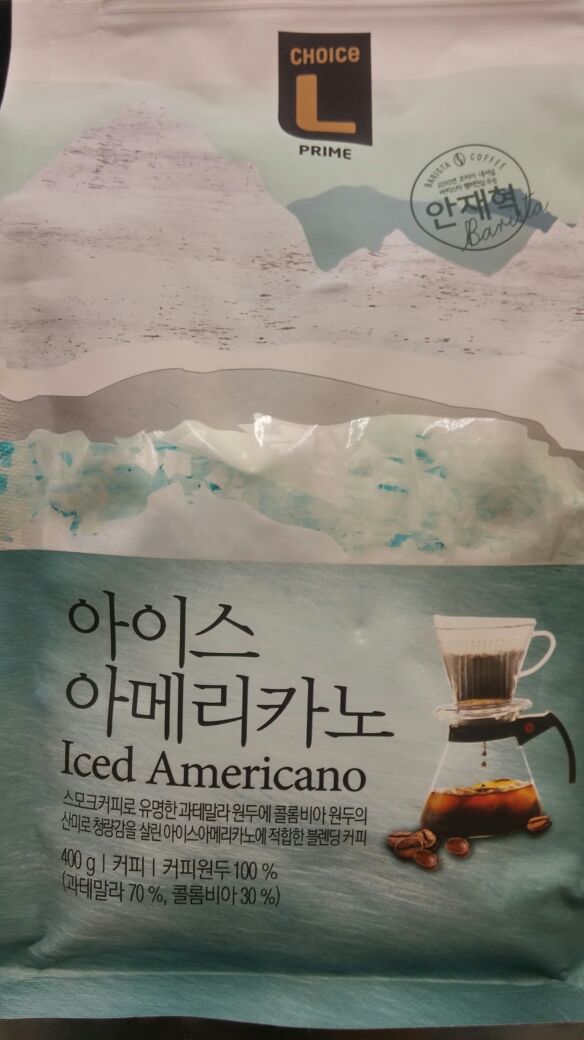 CHOICE
L
PRIME
BARISTA COFFEE
안재혁
Barista
아이스
아메리카노
Iced Americano
스모크커피로 유명한 과테말라 원두에 콜롬비아 원두의
산미로 청량감을 살린 아이스아메리카노에 적합한 블렌딩 커피
400 g | 커피 | 커피원두 100 %
(과테말라 70 %, 콜롬비아 30 %)